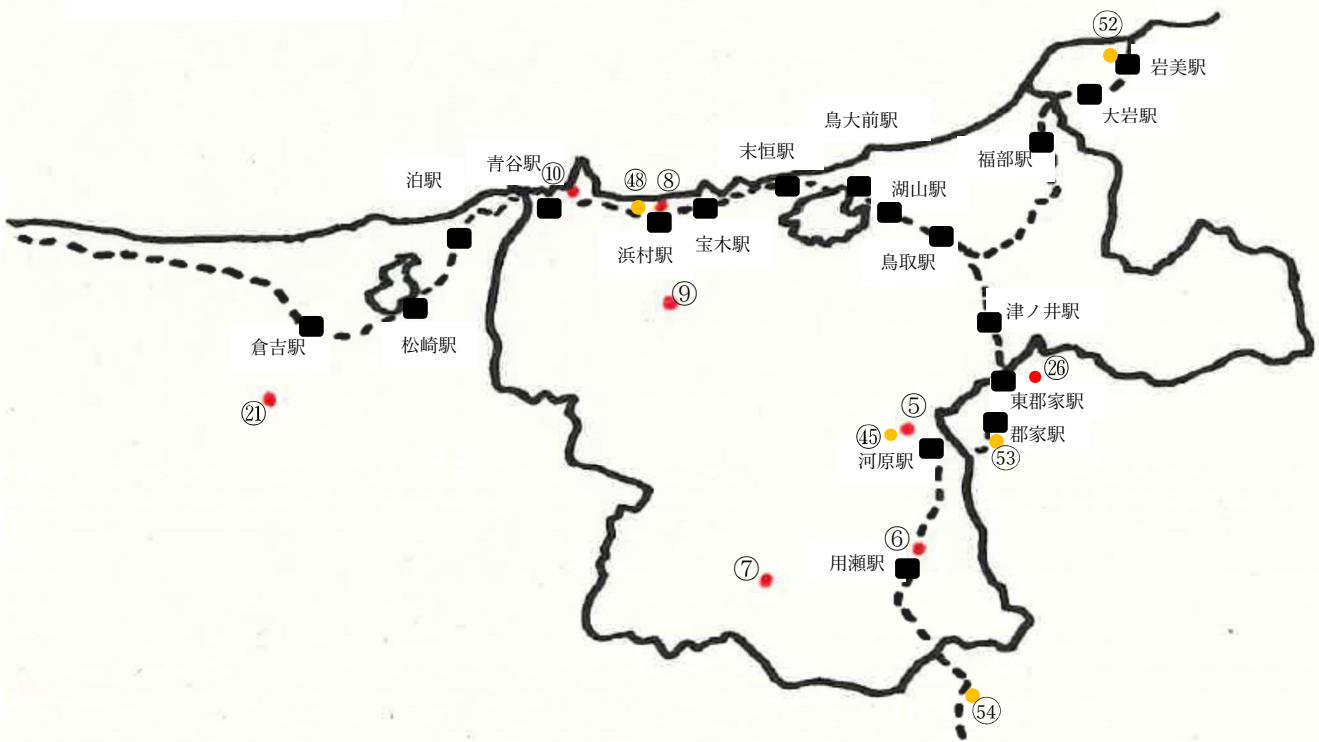 ㊾
岩美駅
大岩駅
鳥大前駅
福部駅
末恒駅
青谷駅
⑩
㊽
⑧
泊駅
湖山駅
浜村駅
宝木駅
鳥取駅
⑨
津ノ井駅
倉吉駅
松崎駅
㉑
㉖
東郡家駅
⑤
㊺
郡家駅
河原駅
53
⑥
用瀬駅
⑦
54